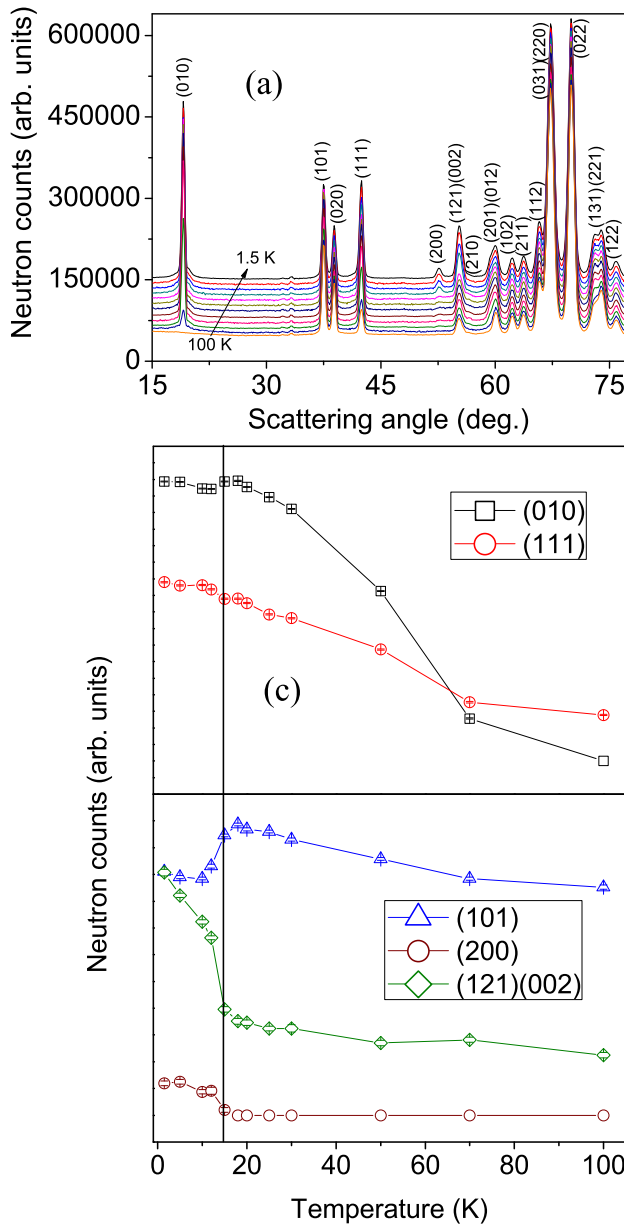 600000
450000
300000
150000
0
Neutron counts (arb. units)
(a)
(010)
(101)
(020)
(111)
(200)
(121)(002)
(210)
(201)(012)
(102)
(211)
(112)
(031)(220)
(022)
(131)(221)
(122)
1.5 K
100 K
15 30 45 60 75
Scattering angle (deg.)
(010)
(111)
(c)
Neutron counts (arb. units)
(101)
(200)
(121)(002)
0 20 40 60 80 100
Temperature (K)